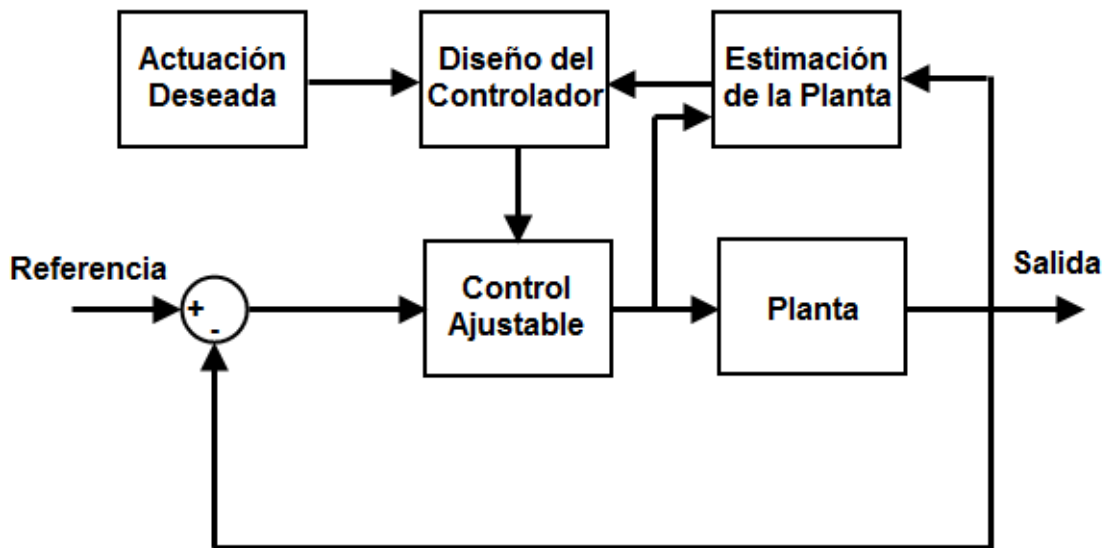 Actuación
Deseada
Diseño del
Controlador
Estimación
de la Planta
Referencia
+
-
Control
Ajustable
Planta
Salida